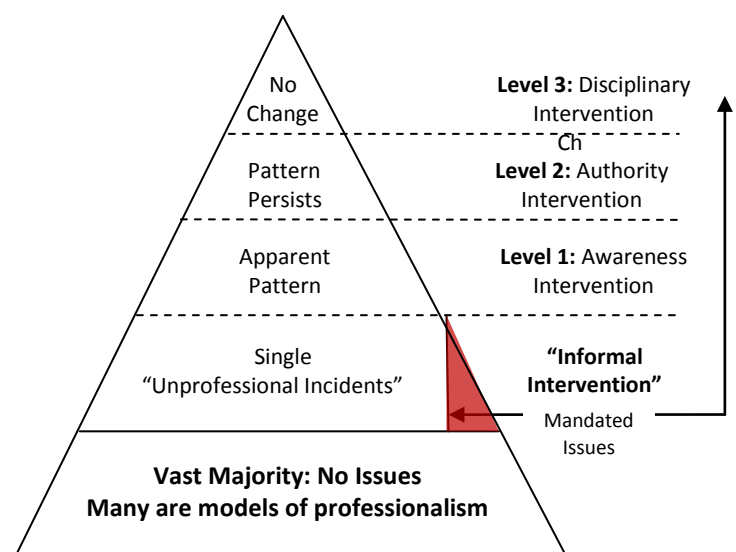 No
Change
Level 3: Disciplinary
Intervention
Ch
Pattern
Persists
Level 2: Authority
Intervention
Apparent
Pattern
Level 1: Awareness
Intervention
Single
“Unprofessional Incidents”
“Informal
Intervention”
Mandated
Issues
Vast Majority: No Issues
Many are models of professionalism